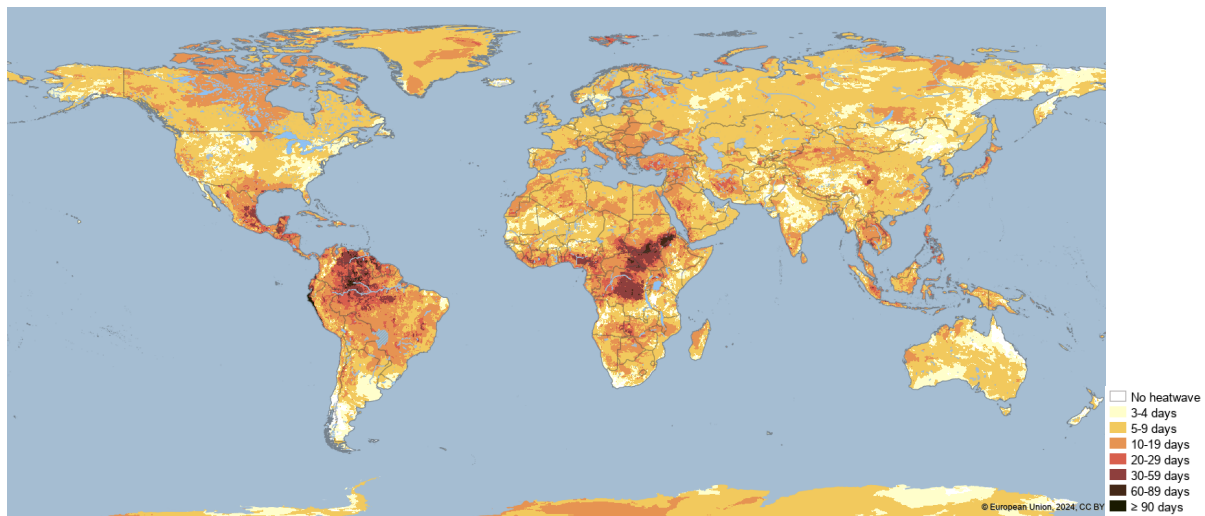 No heatwave
3-4 days
5-9 days
10-19 days
20-29 days
30-59 days
60-89 days
≥ 90 days
© European Union, 2024, CC BY